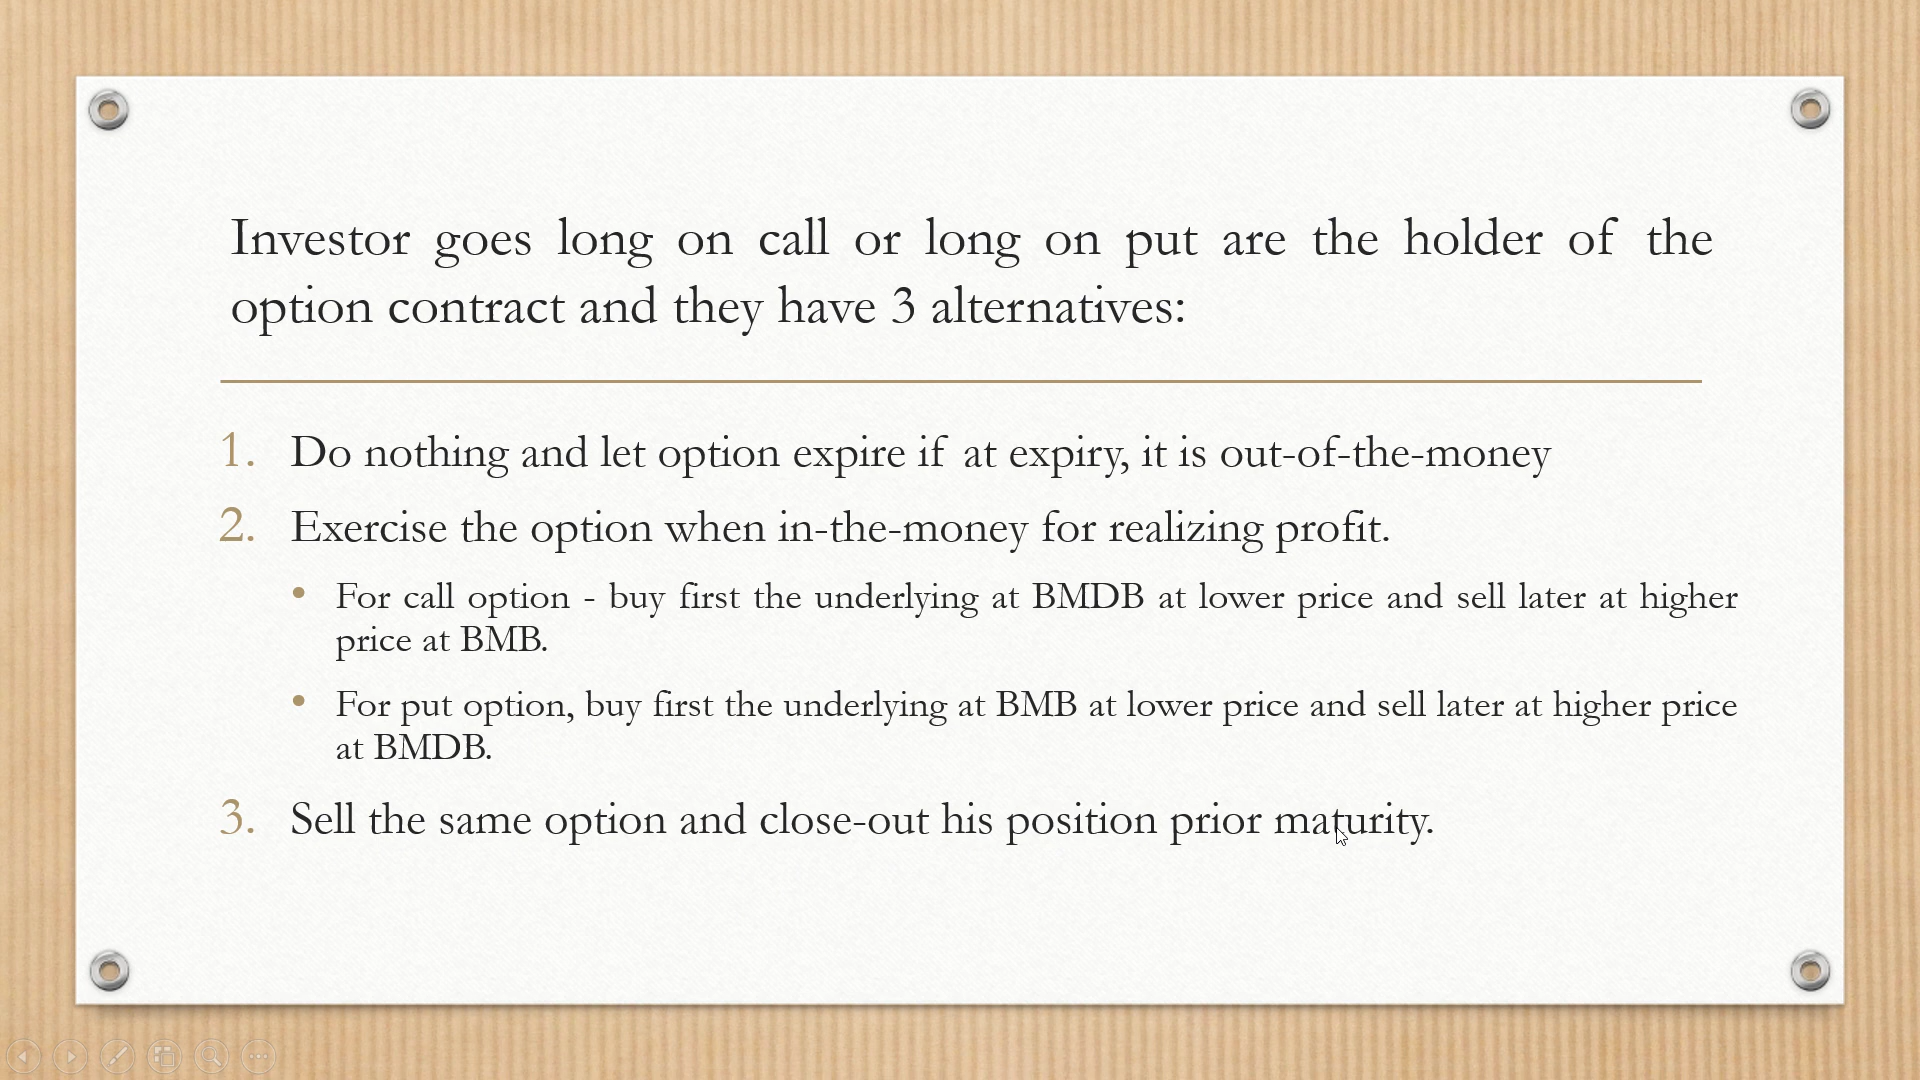 Investor goes long on call or long on put are the holder of the
option contract and they have 3 alternatives:
1. Do nothing and let option expire if at expiry, it is out-of-the-money
2. Exercise the option when in-the-money for realizing profit.
• For call option - buy first the underlying at BMDB at lower price and sell later at higher
price at BMB.
• For put option, buy first the underlying at BMB at lower price and sell later at higher price
at BMDB.
3. Sell the same option and close-out his position prior maturity.